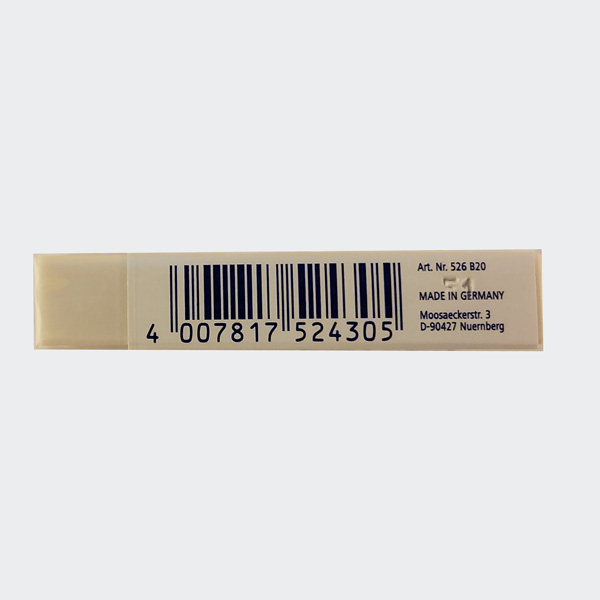 Art. Nr. 526 B20
MADE IN GERMANY
Moosaeckerstr. 3
D-90427 Nuernberg
4 007817 524305